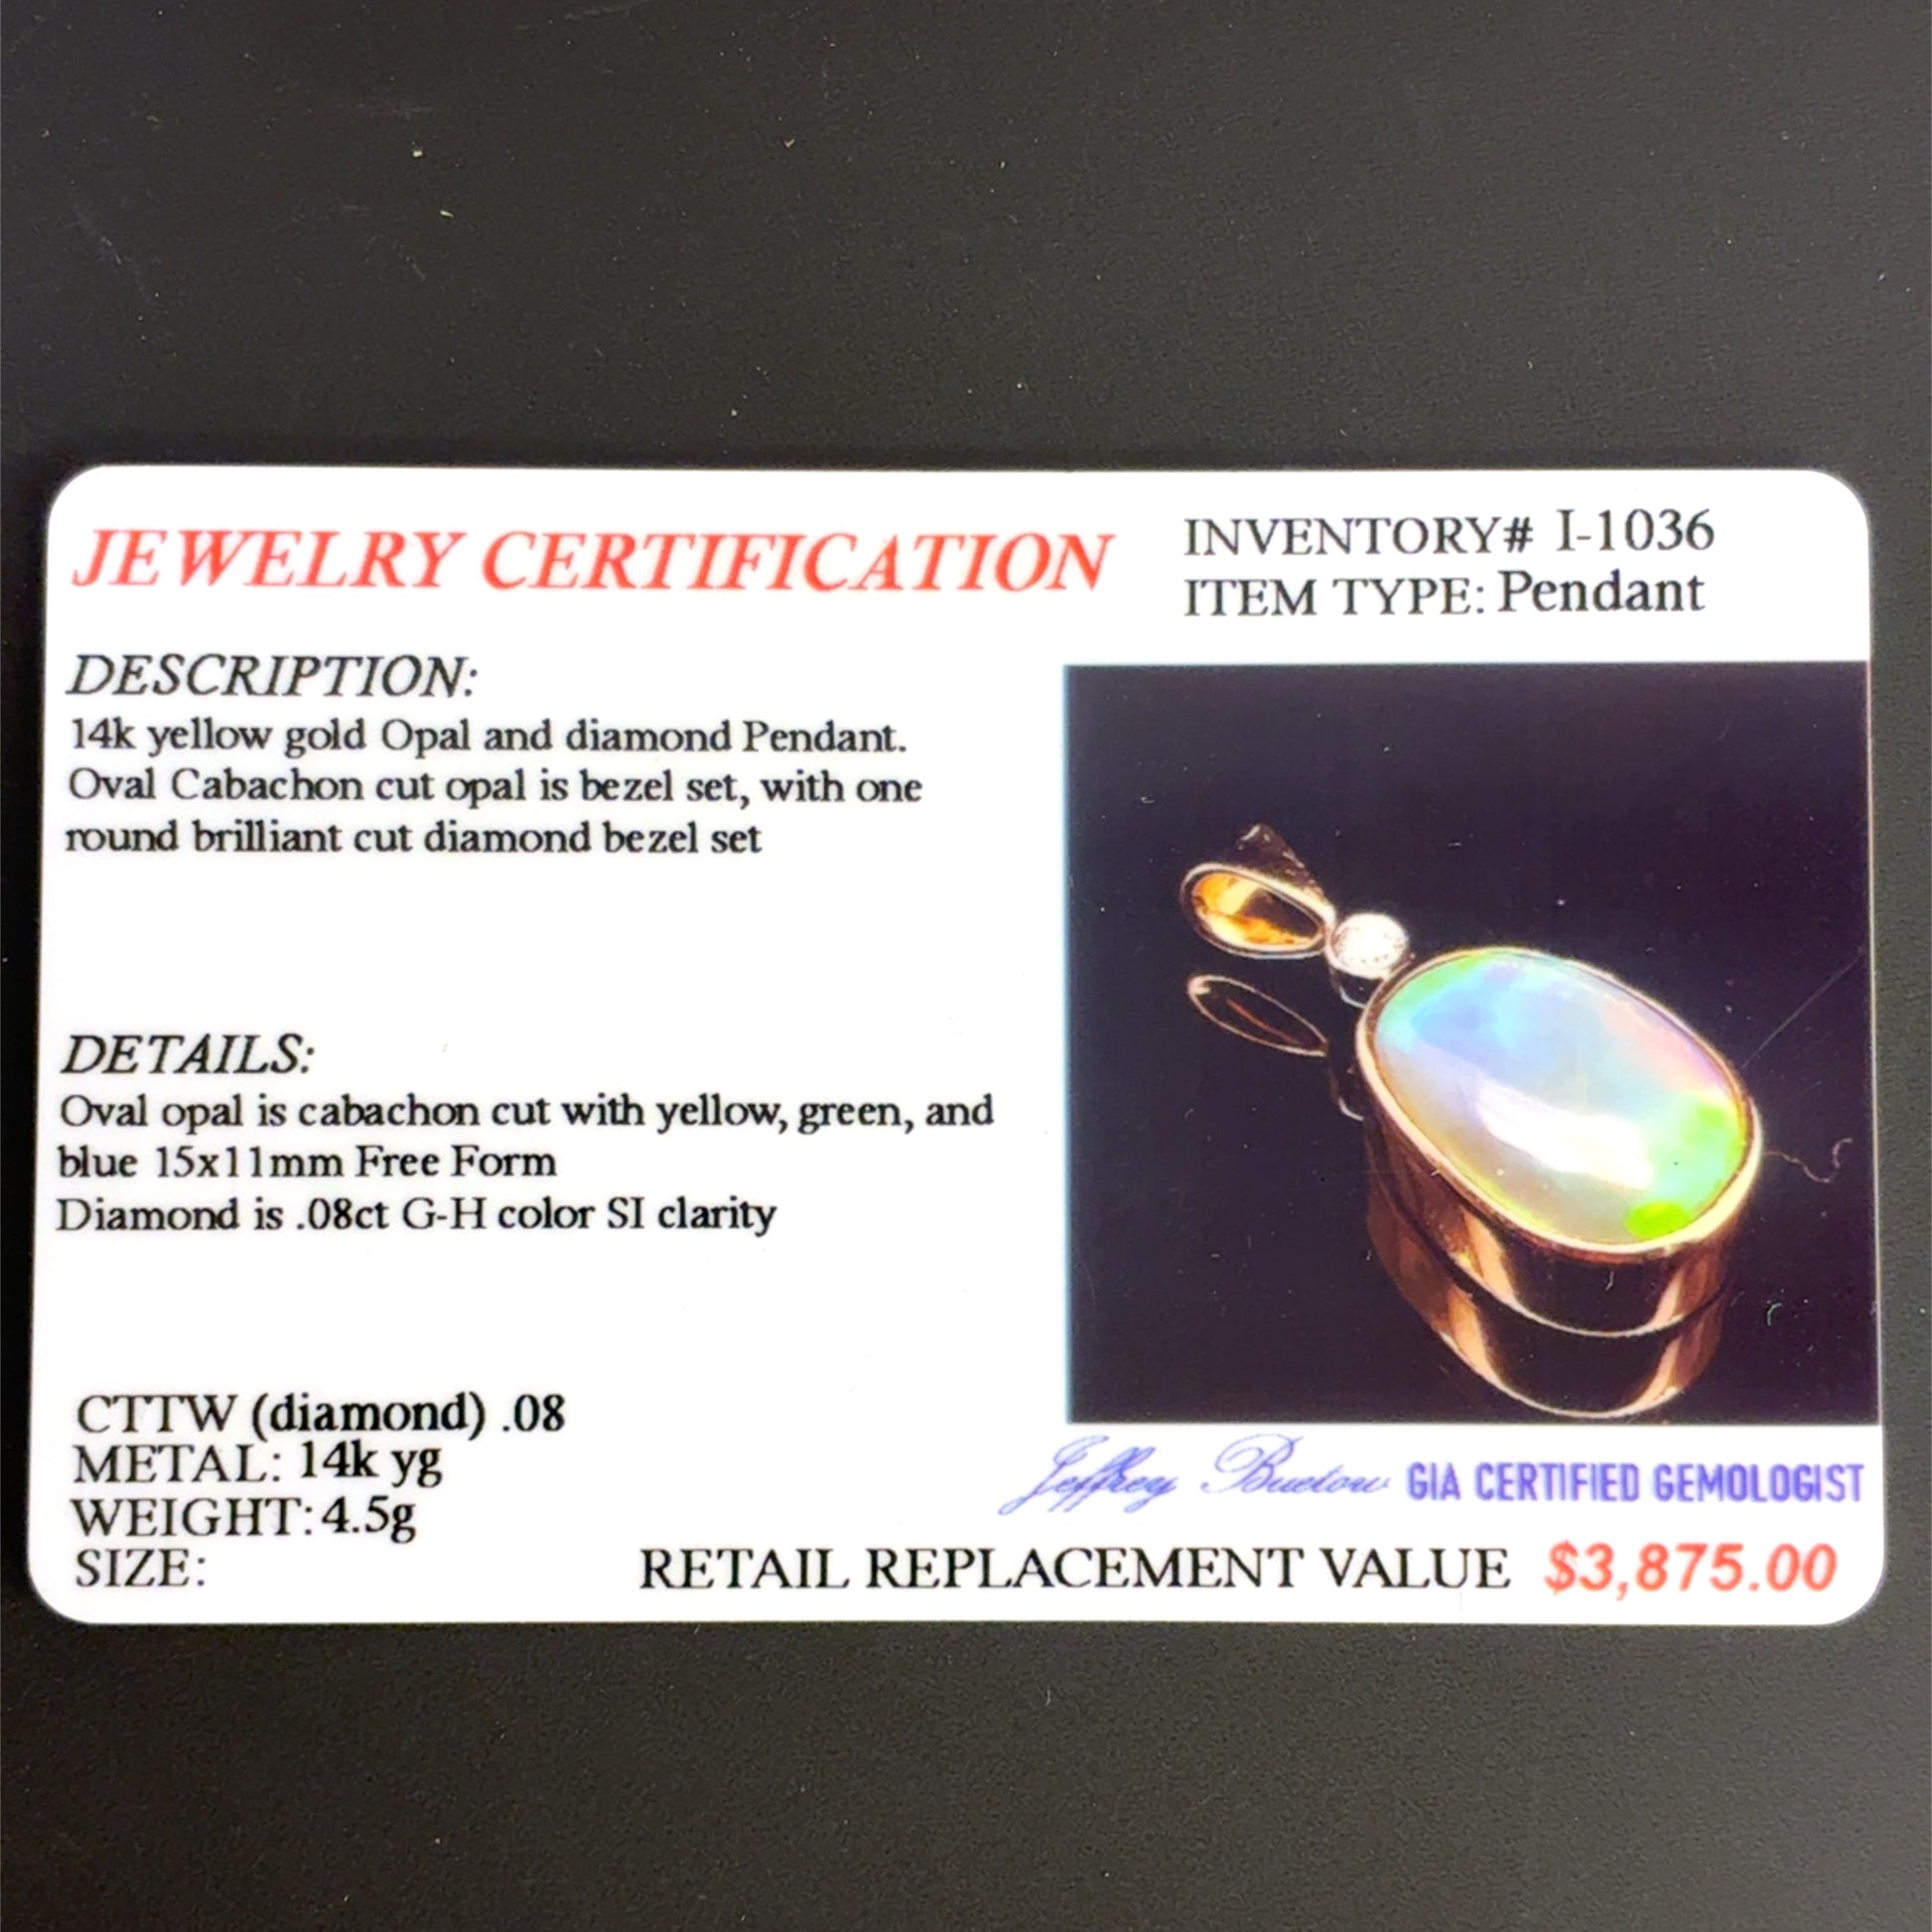 JEWELRY CERTIFICATION
INVENTORY# I-1036
ITEM TYPE: Pendant
DESCRIPTION:
14k yellow gold Opal and diamond Pendant.
Oval Cabachon cut opal is bezel set, with one
round brilliant cut diamond bezel set
DETAILS:
Oval opal is cabachon cut with yellow, green, and
blue 15x11mm Free Form
Diamond is .08ct G-H color SI clarity
CTTW (diamond) .08
METAL: 14k yg
WEIGHT: 4.5g
SIZE:
Jeffrey Buetow GIA CERTIFIED GEMOLOGIST
RETAIL REPLACEMENT VALUE $3,875.00